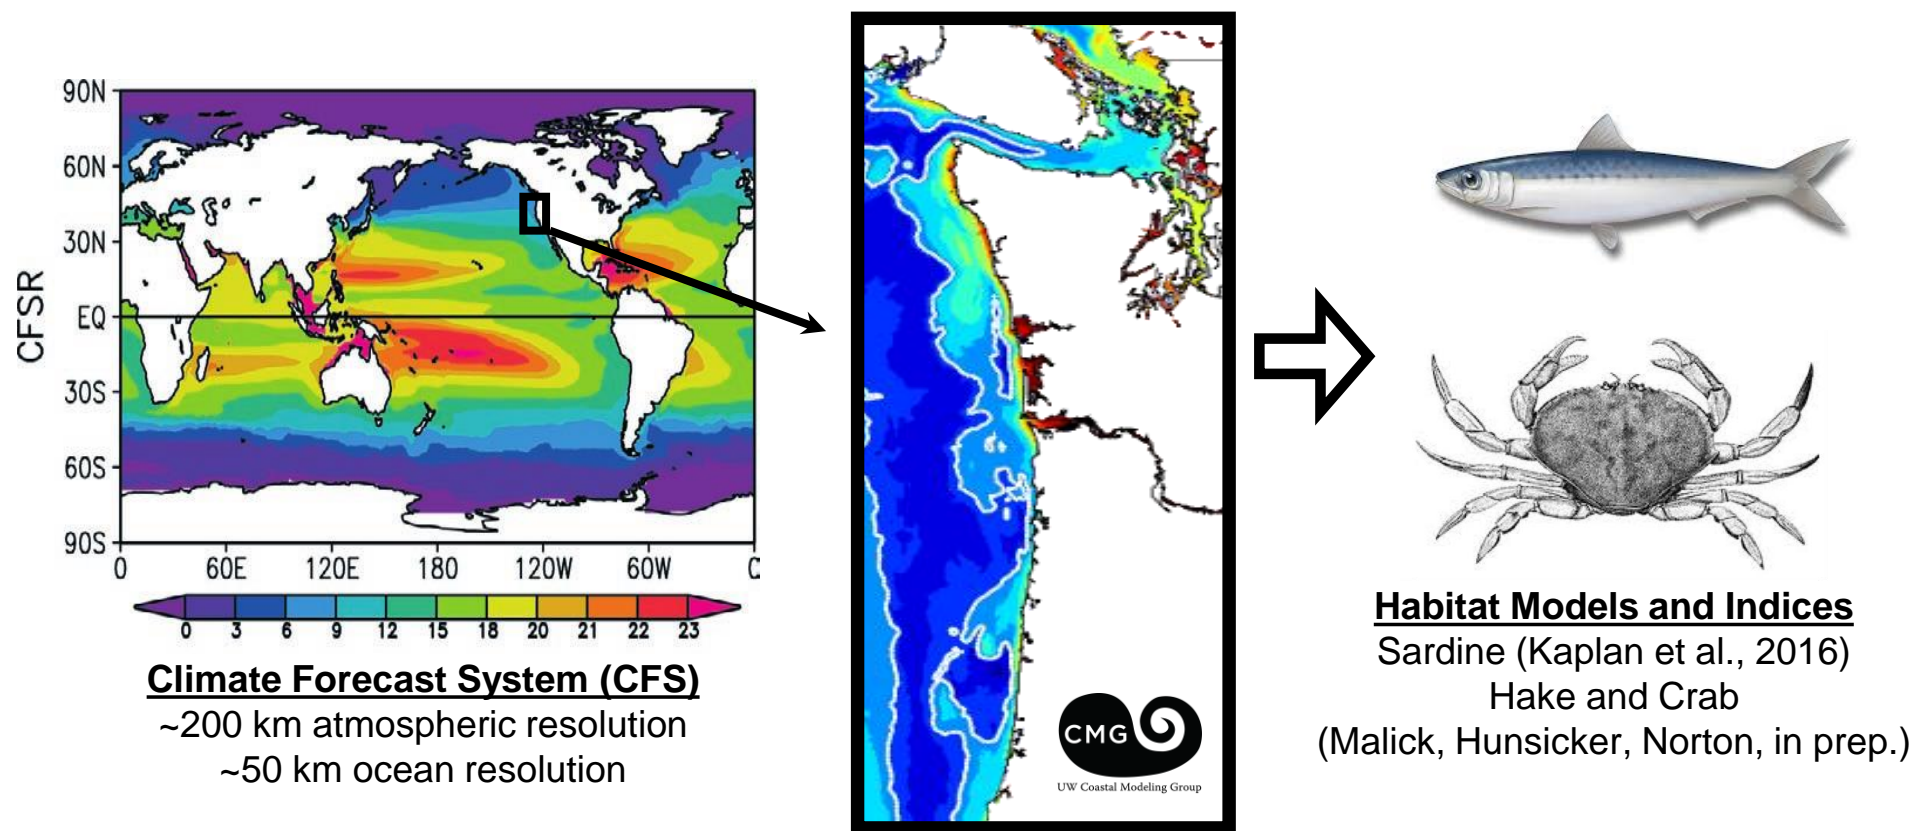 90N
60N
30N
EQ
30S
60S
90S
CFSR
0 60E 120E 180 120W 60W
0 3 6 9 12 15 18 20 21 22 23
Climate Forecast System (CFS)
~200 km atmospheric resolution
~50 km ocean resolution
CMG
UW Coastal Modeling Group
Habitat Models and Indices
Sardine (Kaplan et al., 2016)
Hake and Crab
(Malick, Hunsicker, Norton, in prep.)